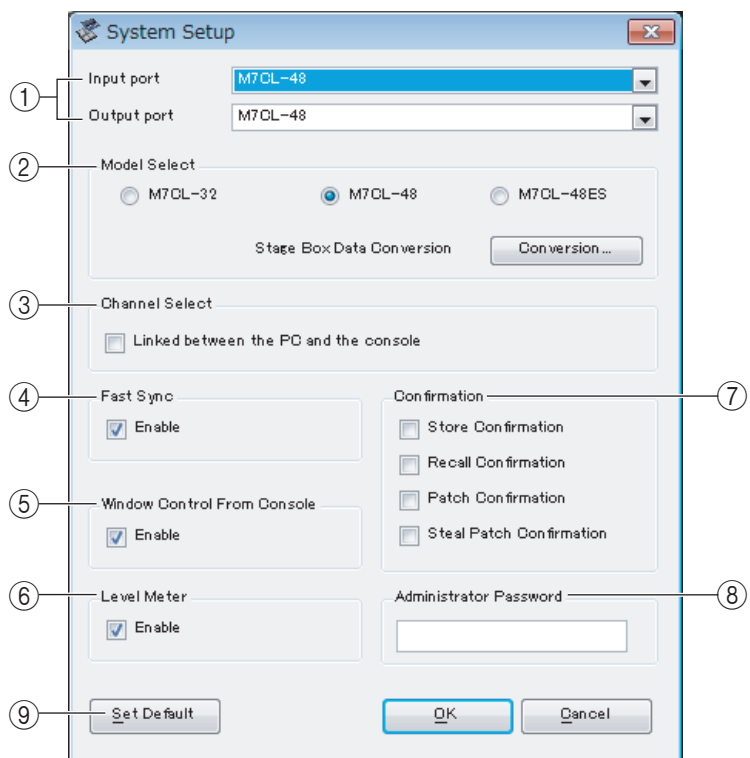 System Setup
① Input port M7CL-48
Output port M7CL-48
② Model Select
M7CL-32 M7CL-48 M7CL-48ES
Stage Box Data Conversion Conversion...
③ Channel Select
Linked between the PC and the console
④ Fast Sync
Enable
⑤ Window Control From Console
Enable
⑥ Level Meter
Enable
Confirmation ⑦
Store Confirmation
Recall Confirmation
Patch Confirmation
Steal Patch Confirmation
Administrator Password ⑧
⑨ Set Default OK Cancel